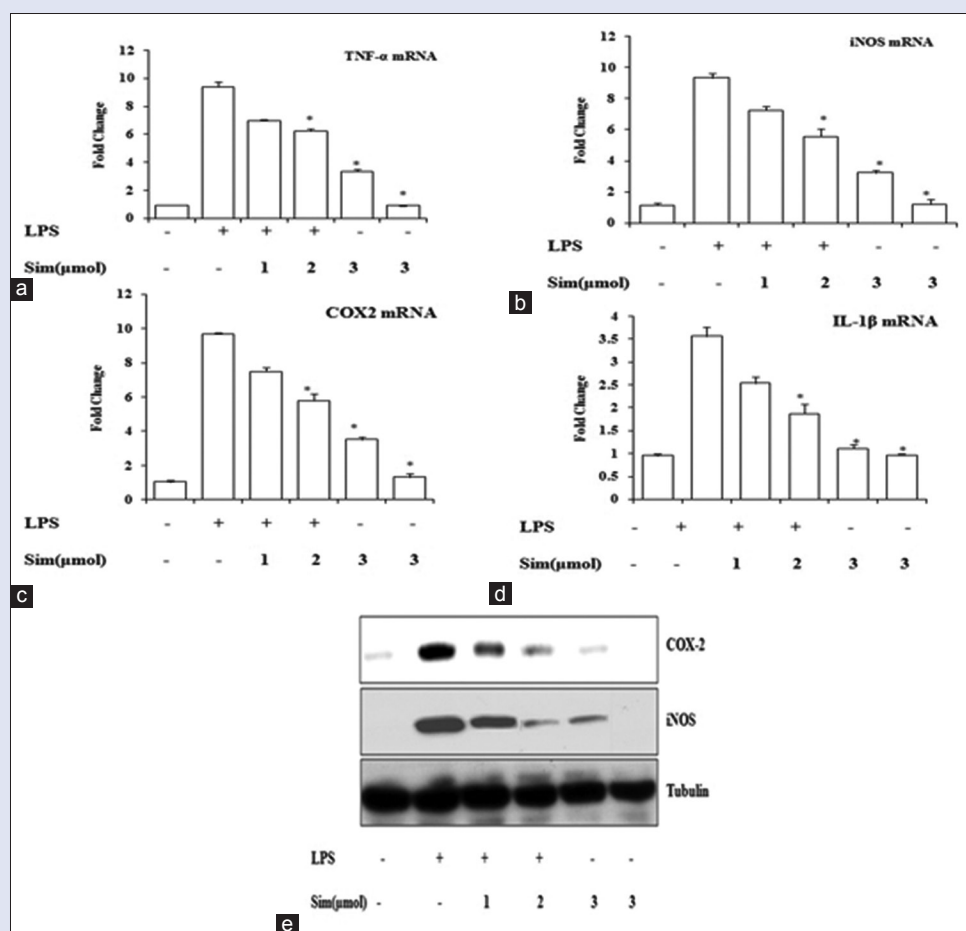 TNF-α mRNA
12
10
8
6
4
2
0
Fold Change
* * *
LPS - + + + - -
Sim(µmol) - - 1 2 3 3
a
iNOS mRNA
12
10
8
6
4
2
0
Fold Change
* * *
LPS - + + + - -
Sim(µmol) - - 1 2 3 3
b
COX2 mRNA
12
10
8
6
4
2
0
Fold Change
* * *
LPS - + + + - -
Sim(µmol) - - 1 2 3 3
c
IL-1β mRNA
4
3.5
3
2.5
2
1.5
1
0.5
0
Fold Change
* * *
LPS - + + + - -
Sim(µmol) - - 1 2 3 3
d
COX-2
iNOS
Tubulin
LPS - + + + - -
Sim(µmol) - - 1 2 3 3
e